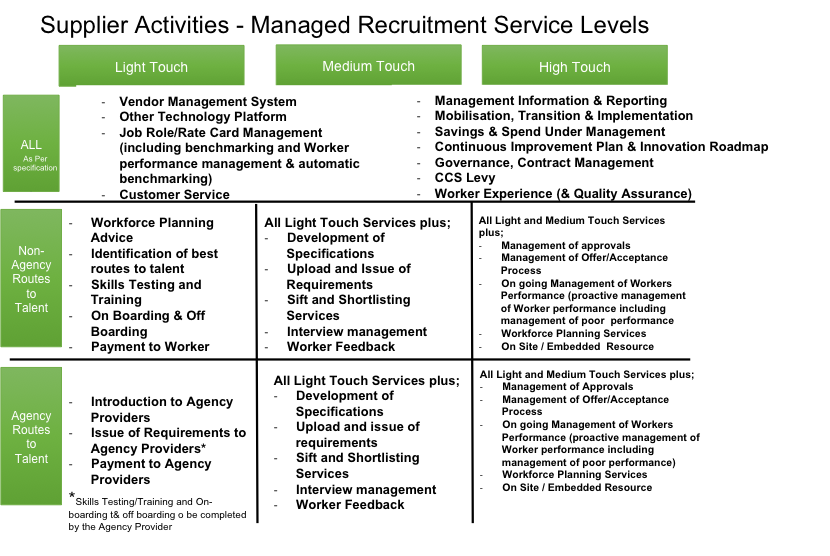 Supplier Activities - Managed Recruitment Service Levels
Light Touch
Medium Touch
High Touch
ALL
As Per
specification
- Vendor Management System
- Other Technology Platform
- Job Role/Rate Card Management
(including benchmarking and Worker
performance management & automatic
benchmarking)
- Customer Service
- Management Information & Reporting
- Mobilisation, Transition & Implementation
- Savings & Spend Under Management
- Continuous Improvement Plan & Innovation Roadmap
- Governance, Contract Management
- CCS Levy
- Worker Experience (& Quality Assurance)
Non-
Agency
Routes
to
Talent
- Workforce Planning
Advice
- Identification of best
routes to talent
- Skills Testing and
Training
- On Boarding & Off
Boarding
- Payment to Worker
All Light Touch Services plus;
- Development of
Specifications
- Upload and Issue of
Requirements
- Sift and Shortlisting
Services
- Interview management
- Worker Feedback
All Light and Medium Touch Services
plus;
- Management of approvals
- Management of Offer/Acceptance
Process
- On going Management of Workers
Performance (proactive management
of Worker performance including
management of poor performance
- Workforce Planning Services
- On Site / Embedded Resource
Agency
Routes
to
Talent
- Introduction to Agency
Providers
- Issue of Requirements to
Agency Providers*
- Payment to Agency
Providers
*Skills Testing/Training and On-
boarding t& off boarding o be completed
by the Agency Provider
All Light Touch Services plus;
- Development of
Specifications
- Upload and issue of
requirements
- Sift and Shortlisting
Services
- Interview management
- Worker Feedback
All Light and Medium Touch Services plus;
- Management of Approvals
- Management of Offer/Acceptance
Process
- On going Management of Workers
Performance (proactive management of
Worker performance including
management of poor performance)
- Workforce Planning Services
- On Site / Embedded Resource